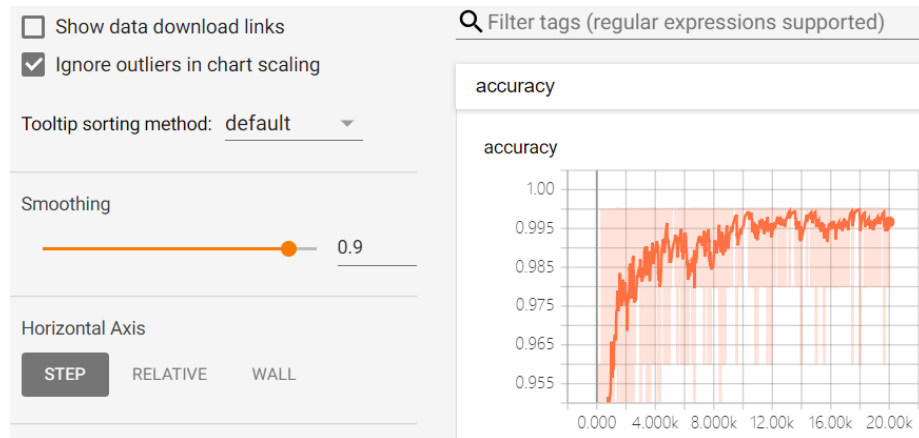 Show data download links
Ignore outliers in chart scaling
Tooltip sorting method: default
Smoothing
0.9
Horizontal Axis
STEP RELATIVE WALL
Filter tags (regular expressions supported)
accuracy
accuracy
1.00
0.995
0.985
0.975
0.965
0.955
0.000 4.000k 8.000k 12.00k 16.00k 20.00k